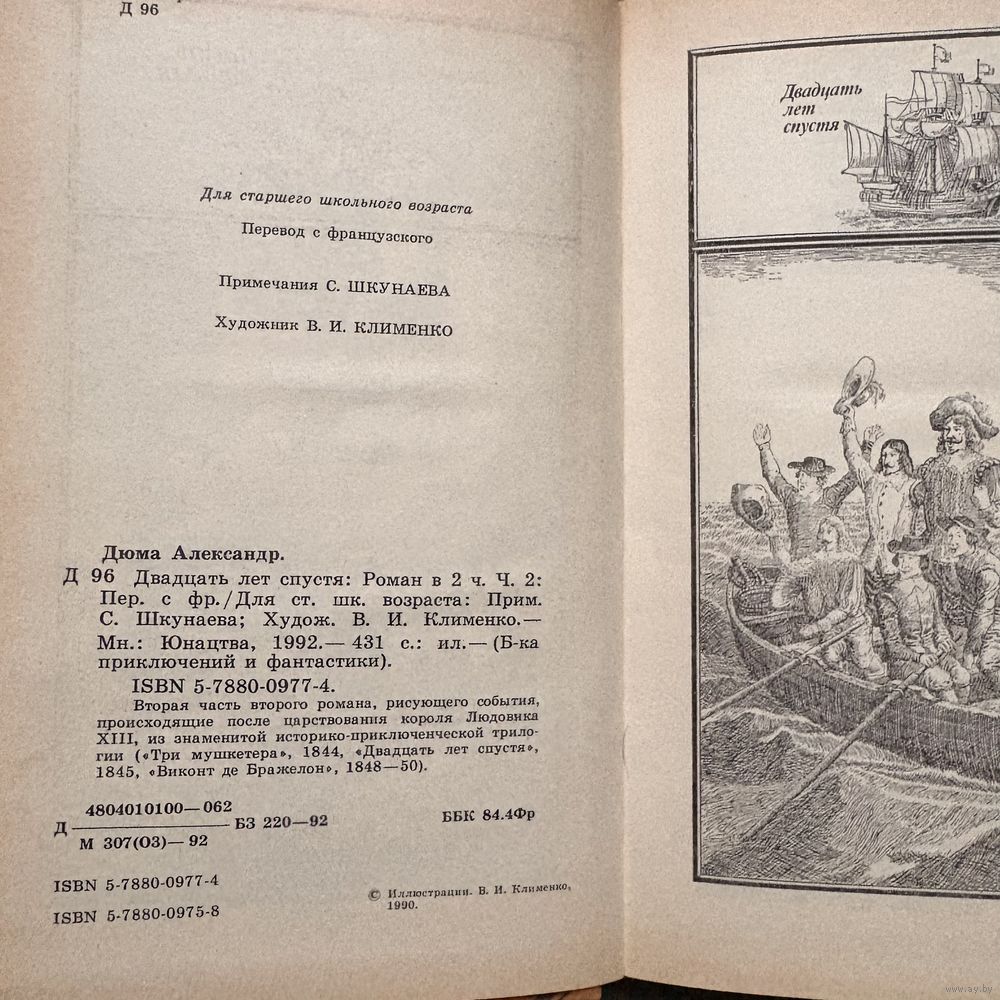 Д 96
Для старшего школьного возраста
Перевод с французского
Примечания С. ШКУНАЕВА
Художник В. И. КЛИМЕНКО
Дюма Александр.
Д 96 Двадцать лет спустя: Роман в 2 ч. Ч. 2:
Пер. с фр./Для ст. шк. возраста: Прим.
С. Шкунаева; Худож. В. И. Клименко.—
Мн.: Юнацтва, 1992.— 431 с.: ил.— (Б-ка
приключений и фантастики).
ISBN 5-7880-0977-4.
Вторая часть второго романа, рисующего события,
происходящие после царствования короля Людовика
XIII, из знаменитой историко-приключенческой трило-
гии («Три мушкетера», 1844, «Двадцать лет спустя»,
1845, «Виконт де Бражелон», 1848—50).
4804010100—062
Д БЗ 220—92 ББК 84.4Фр
М 307(03)—92
ISBN 5-7880-0977-4
ISBN 5-7880-0975-8
© Иллюстрации. В. И. Клименко,
1990.
Двадцать
лет
спустя
www.ay.by